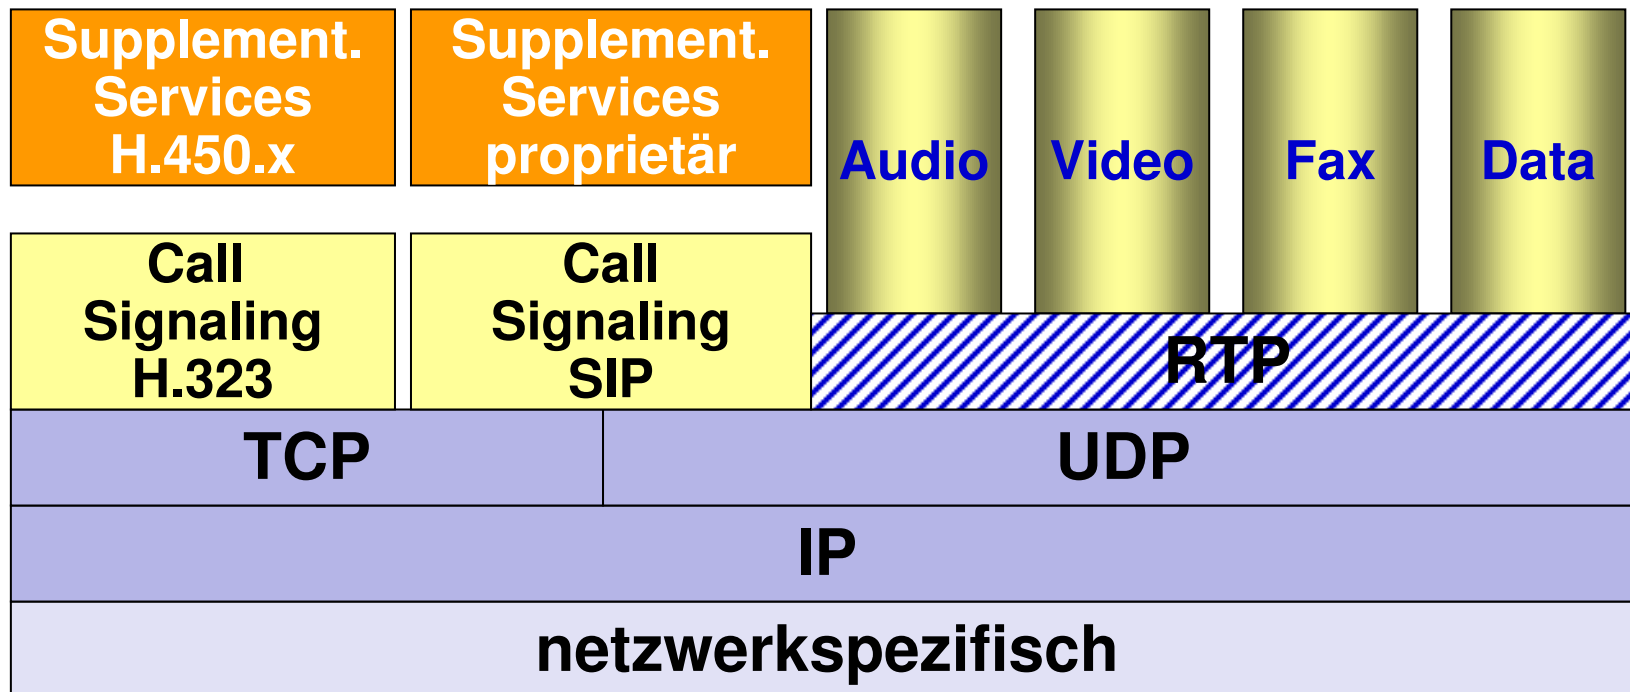 Supplement.
Services
H.450.x
Supplement.
Services
proprietär
Audio
Video
Fax
Data
Call
Signaling
H.323
Call
Signaling
SIP
RTP
TCP
UDP
IP
netzwerkspezifisch